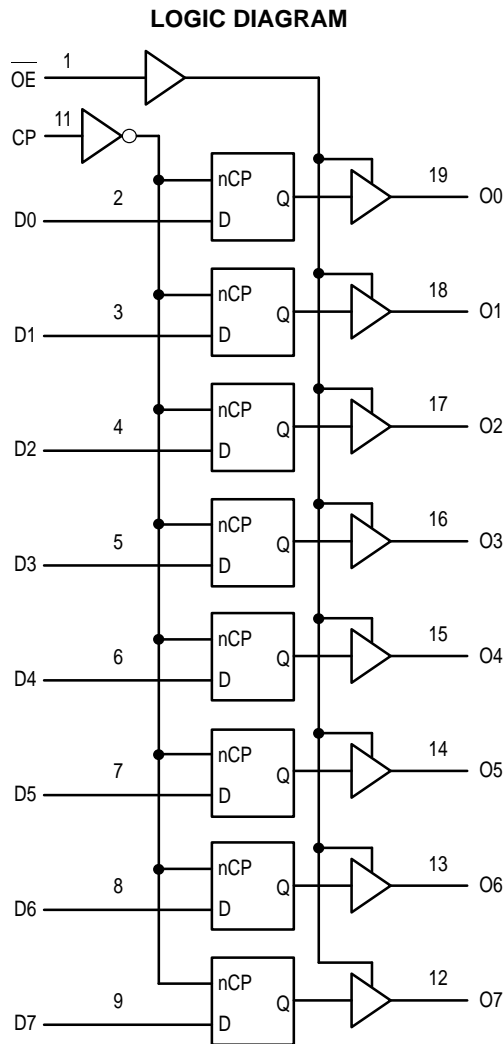 LOGIC DIAGRAM
OE 1
CP 11
nCP
D0 2 D Q 19 O0
nCP
D1 3 D Q 18 O1
nCP
D2 4 D Q 17 O2
nCP
D3 5 D Q 16 O3
nCP
D4 6 D Q 15 O4
nCP
D5 7 D Q 14 O5
nCP
D6 8 D Q 13 O6
nCP
D7 9 D Q 12 O7